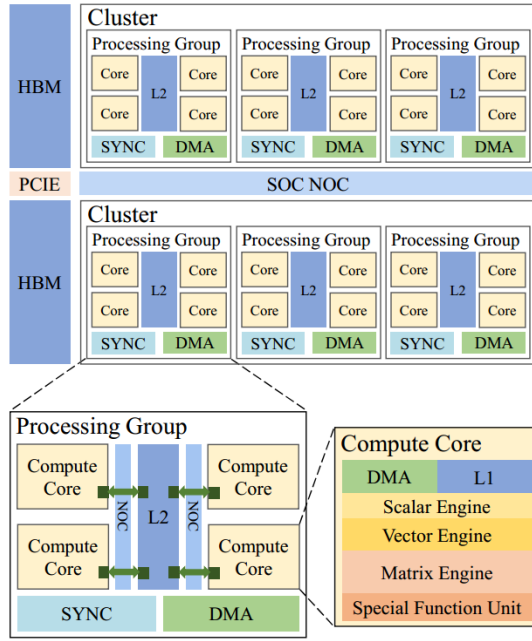 Cluster
HBM
Processing Group
Processing Group
Processing Group
Core
L2
Core
Core
L2
Core
Core
L2
Core
Core
Core
Core
Core
Core
Core
SYNC
DMA
SYNC
DMA
SYNC
DMA
PCIE
SOC NOC
Cluster
HBM
Processing Group
Processing Group
Processing Group
Core
L2
Core
Core
L2
Core
Core
L2
Core
Core
Core
Core
Core
Core
Core
SYNC
DMA
SYNC
DMA
SYNC
DMA
Processing Group
Compute
Core
NOC
L2
NOC
Compute
Core
Compute
Core
Compute
Core
SYNC
DMA
Compute Core
DMA
L1
Scalar Engine
Vector Engine
Matrix Engine
Special Function Unit